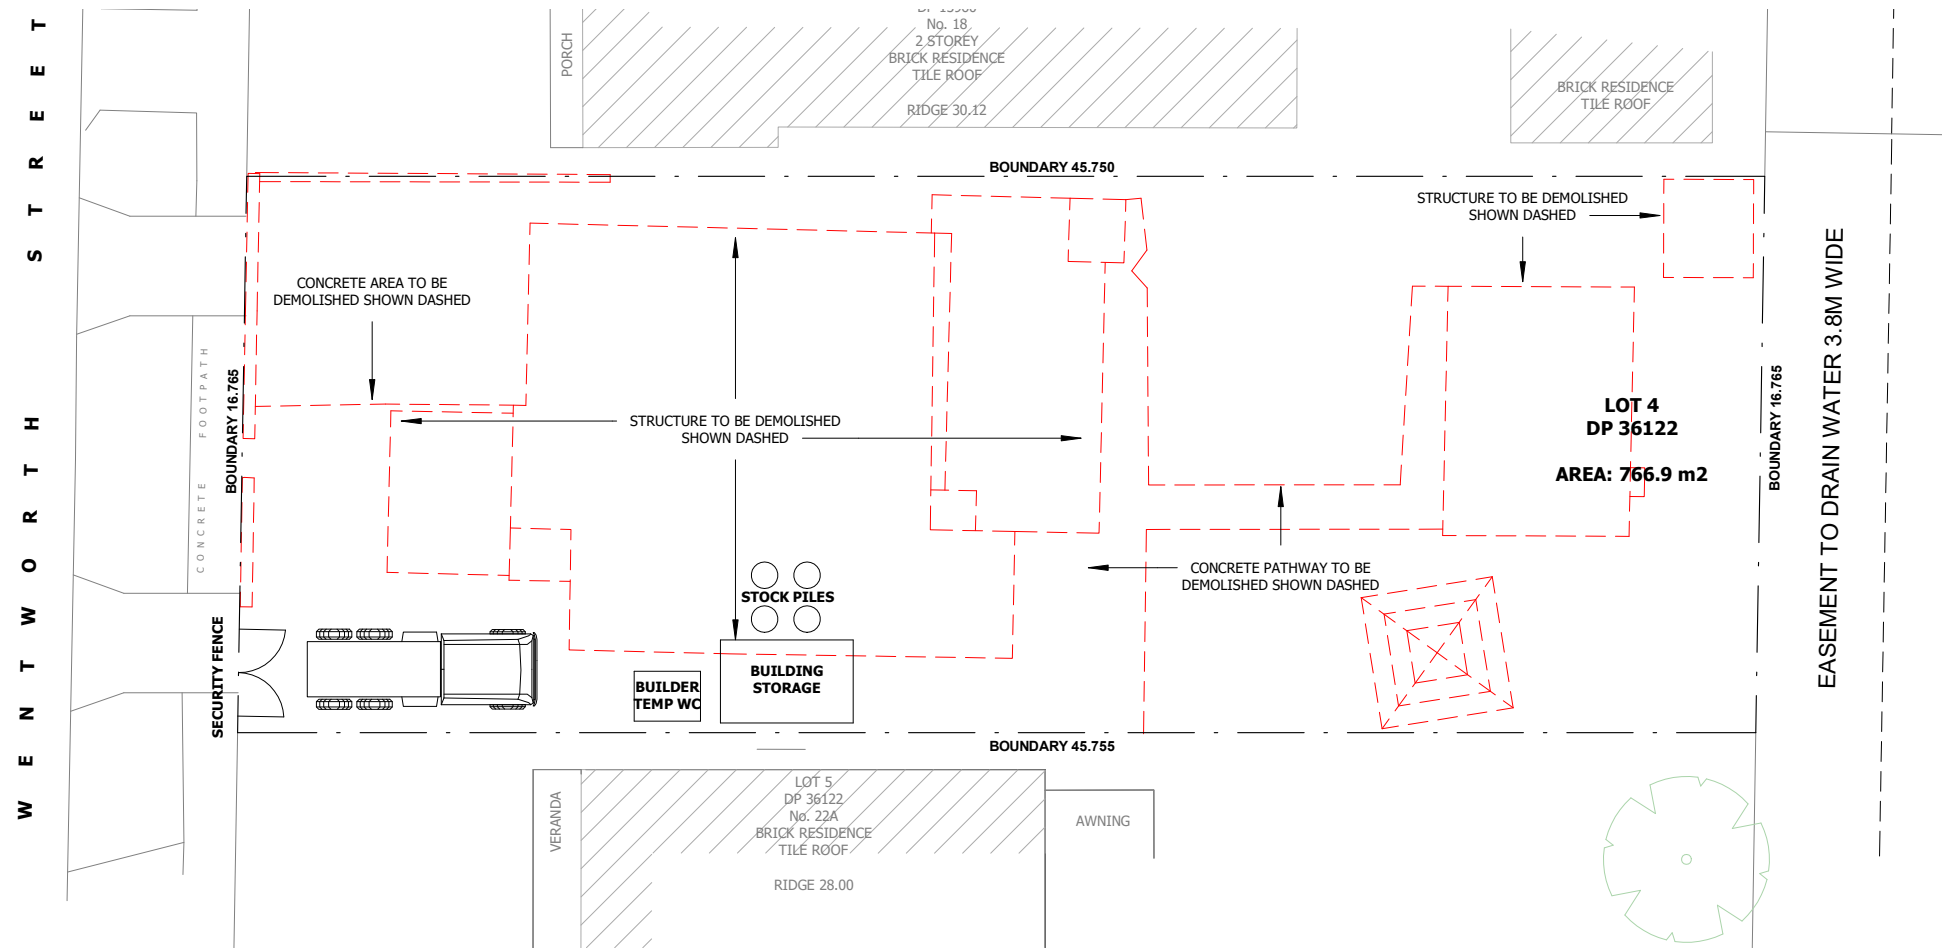 No. 18
2 STOREY
BRICK RESIDENCE
TILE ROOF
RIDGE 30.12
PORCH
BRICK RESIDENCE
TILE ROOF
BOUNDARY 45.750
STRUCTURE TO BE DEMOLISHED
SHOWN DASHED
CONCRETE AREA TO BE
DEMOLISHED SHOWN DASHED
WENTWORTH STREET
CONCRETE FOOTPATH
BOUNDARY 16.765
STRUCTURE TO BE DEMOLISHED
SHOWN DASHED
LOT 4
DP 36122
AREA: 766.9 m2
BOUNDARY 16.765
EASEMENT TO DRAIN WATER 3.8M WIDE
CONCRETE PATHWAY TO BE
DEMOLISHED SHOWN DASHED
STOCK PILES
SECURITY FENCE
BUILDER
TEMP WC
BUILDING
STORAGE
BOUNDARY 45.755
VERANDA
LOT 5
DP 36122
No. 22A
BRICK RESIDENCE
TILE ROOF
RIDGE 28.00
AWNING